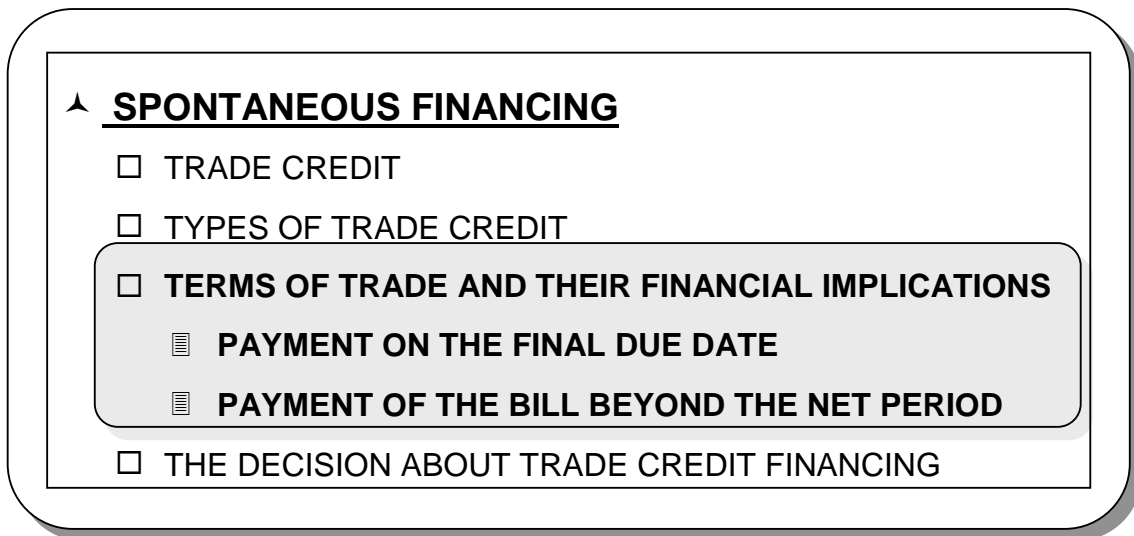 SPONTANEOUS FINANCING
TRADE CREDIT
TYPES OF TRADE CREDIT
TERMS OF TRADE AND THEIR FINANCIAL IMPLICATIONS
PAYMENT ON THE FINAL DUE DATE
PAYMENT OF THE BILL BEYOND THE NET PERIOD
THE DECISION ABOUT TRADE CREDIT FINANCING